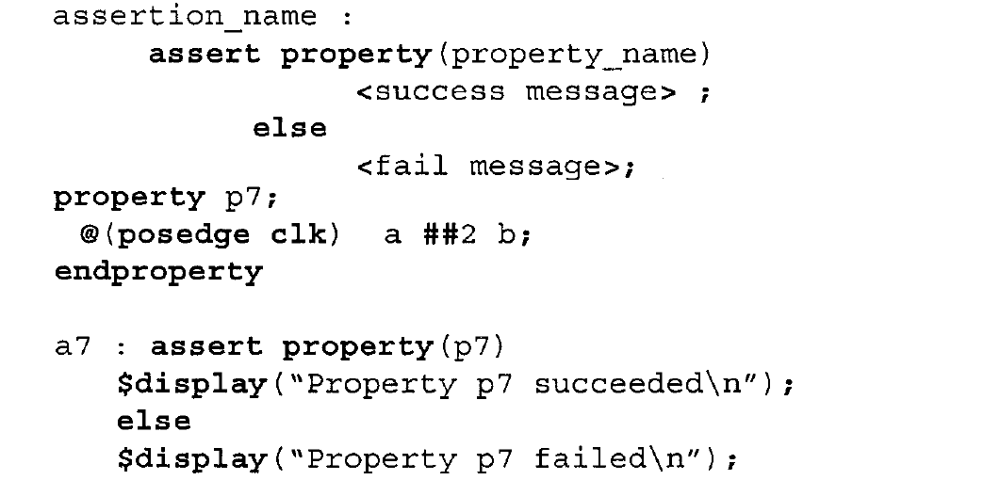 assertion_name :
assert property(property_name)
<success message> ;
else
<fail message>;
property p7;
@(posedge clk) a ##2 b;
endproperty
a7 : assert property(p7)
$display("Property p7 succeeded\n");
else
$display("Property p7 failed\n");